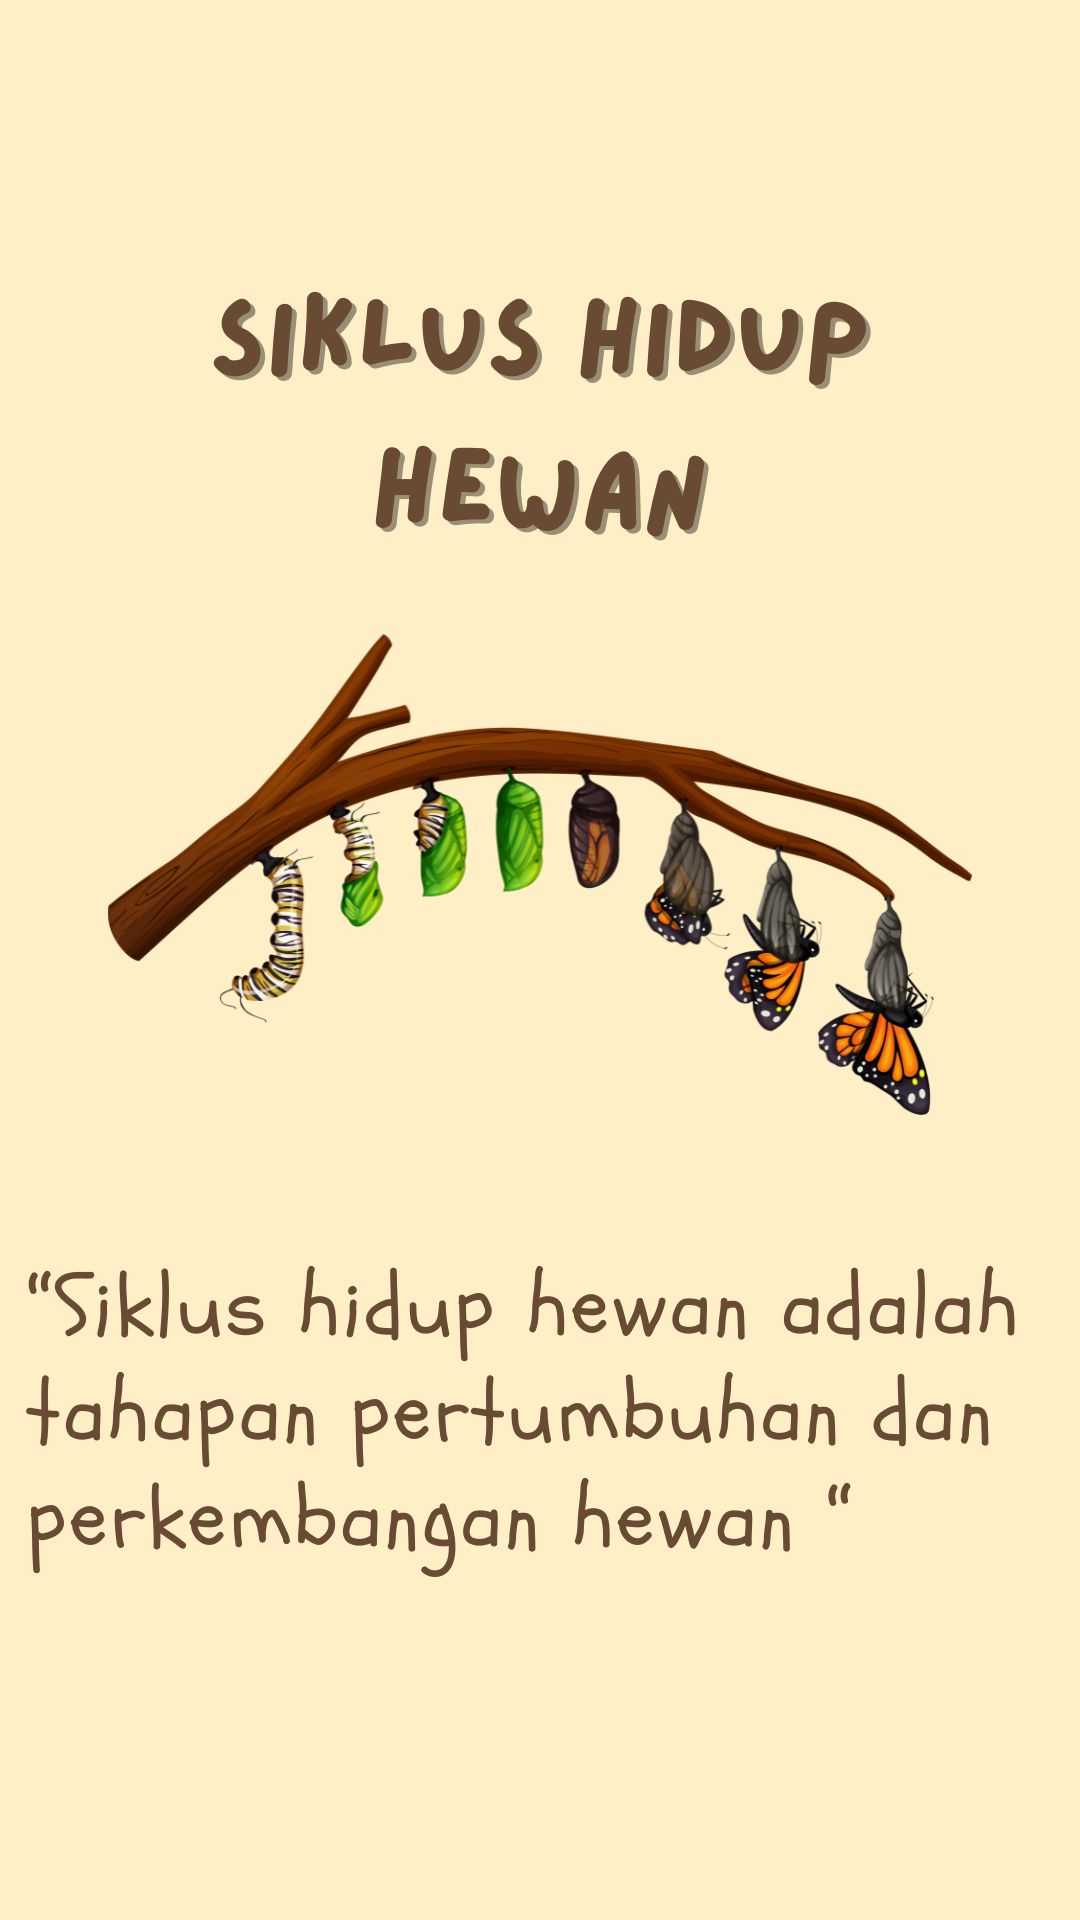 SIKLUS HIDUP
HEWAN
“Siklus hidup hewan adalah
tahapan pertumbuhan dan
perkembangan hewan “